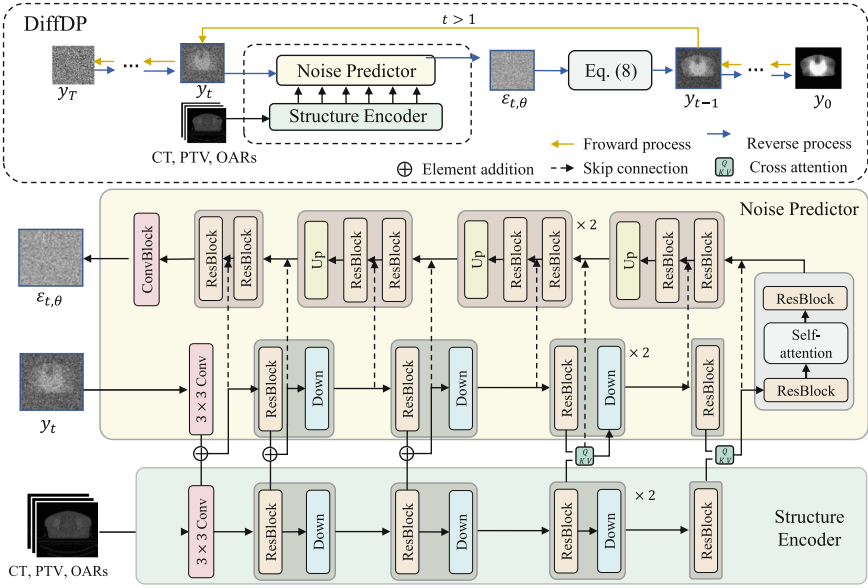 DiffDP
t > 1
y_T
...
y_t
Noise Predictor
Structure Encoder
CT, PTV, OARs
ε_{t,θ}
Eq. (8)
y_{t−1}
...
y_0
Froward process
Reverse process
Element addition
Skip connection
Q
K V
Cross attention
Noise Predictor
ε_{t,θ}
ConvBlock
ResBlock
ResBlock
Up
ResBlock
ResBlock
× 2
Up
ResBlock
ResBlock
Up
ResBlock
ResBlock
ResBlock
Self-
attention
ResBlock
y_t
3 × 3 Conv
ResBlock
Down
ResBlock
Down
ResBlock
Down
× 2
ResBlock
Q
K V
Q
K V
CT, PTV, OARs
3 × 3 Conv
ResBlock
Down
ResBlock
Down
ResBlock
Down
× 2
ResBlock
Structure
Encoder